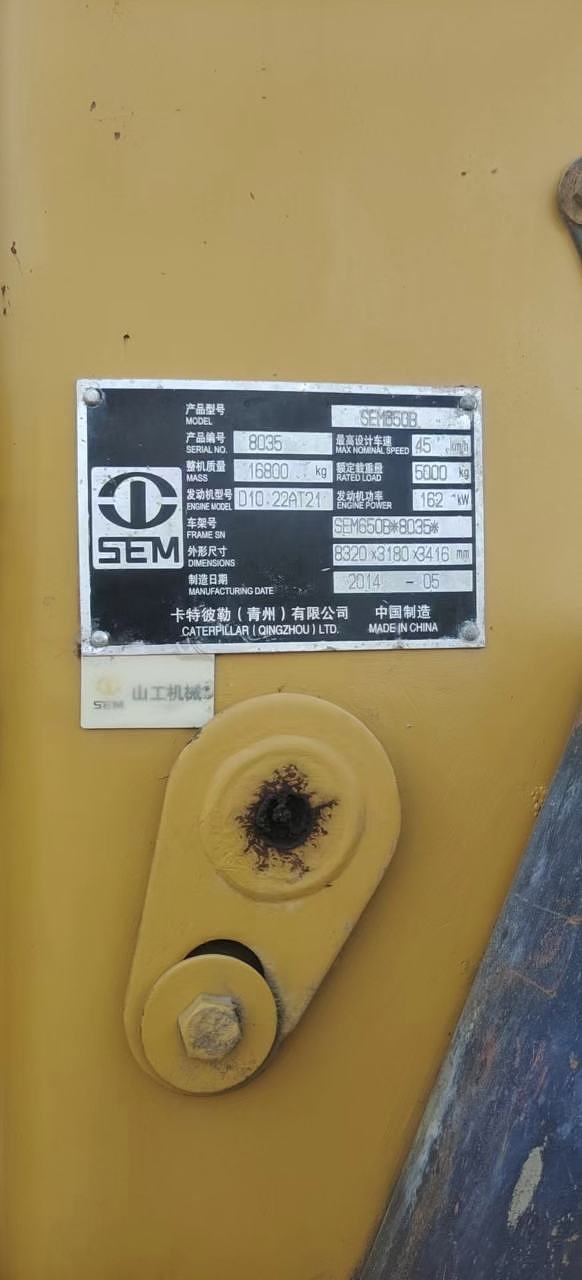 产品型号 SEM650B
MODEL
产品编号 8035 最高设计车速 45 km/h
SERIAL NO. MAX NOMINAL SPEED
整机质量 16800 kg 额定载重量 5000 kg
MASS RATED LOAD
发动机型号 D10.22AT21 发动机功率 162 kW
ENGINE MODEL ENGINE POWER
车架号 SEM650B*8035*
FRAME SN
外形尺寸 8320 x3180 x3416 mm
DIMENSIONS
制造日期 2014 - 05
MANUFACTURING DATE
SEM
卡特彼勒(青州)有限公司 中国制造
CATERPILLAR (QINGZHOU) LTD. MADE IN CHINA
SEM 山工机械